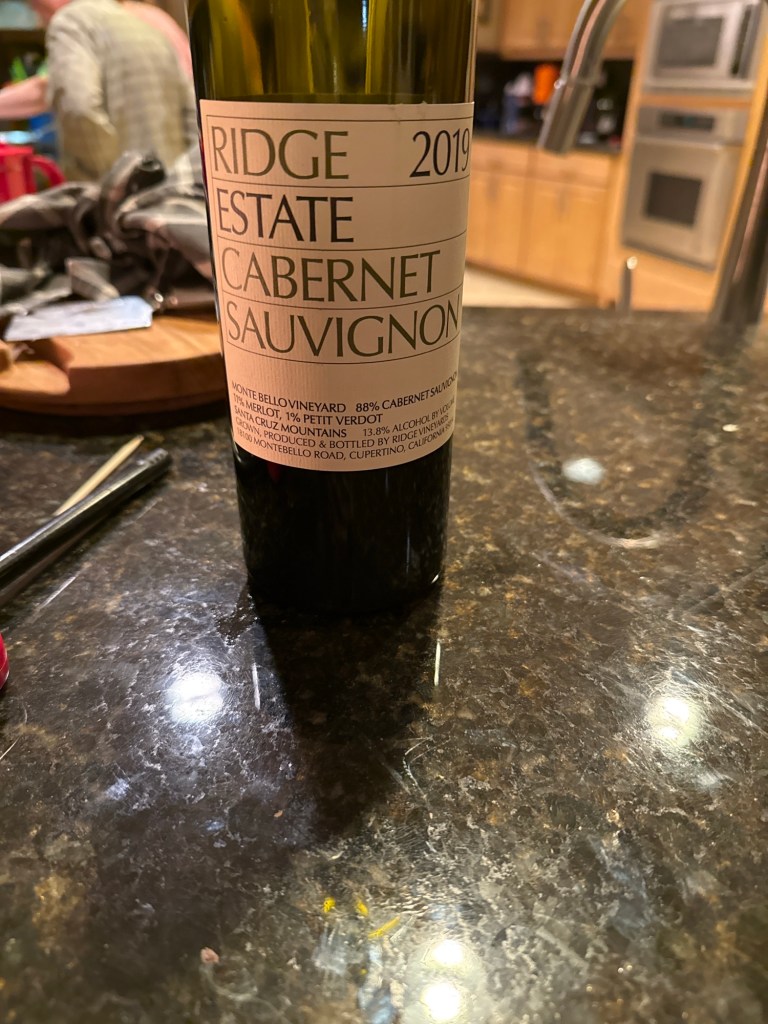 RIDGE 2019
ESTATE
CABERNET
SAUVIGNON
MONTE BELLO VINEYARD 88% CABERNET SAUVIGNON
11% MERLOT, 1% PETIT VERDOT
SANTA CRUZ MOUNTAINS 13.8% ALCOHOL BY VOLUME
GROWN, PRODUCED & BOTTLED BY RIDGE VINEYARDS
17100 MONTEBELLO ROAD, CUPERTINO, CALIFORNIA